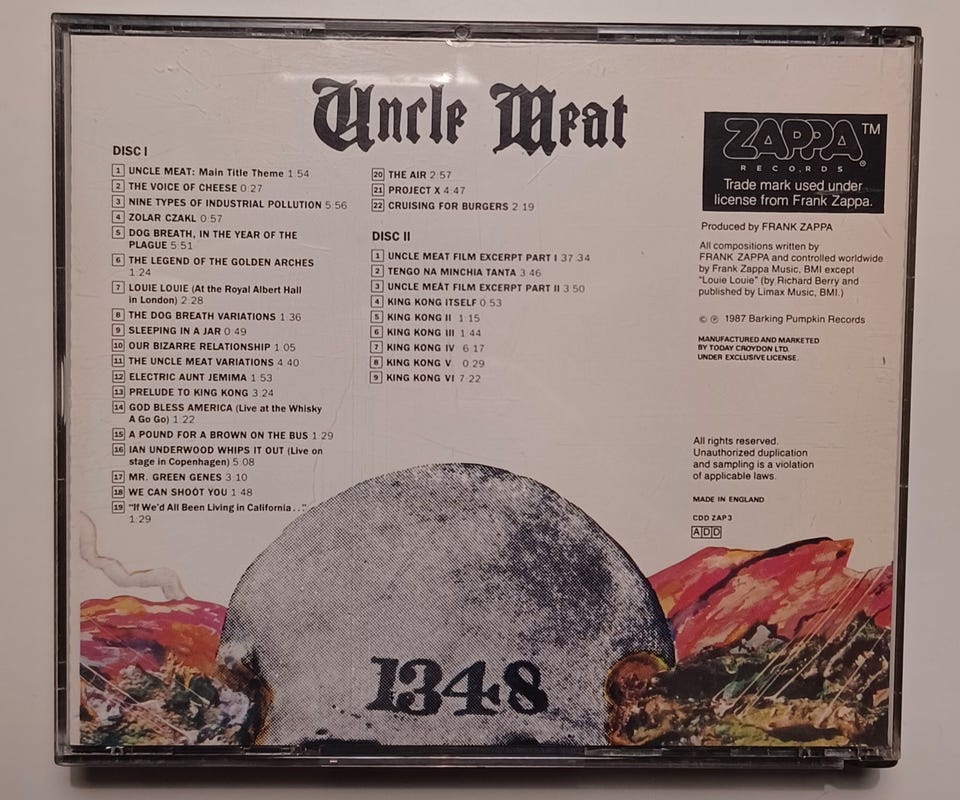 Uncle Meat
DISC I
1 UNCLE MEAT: Main Title Theme 1:54
2 THE VOICE OF CHEESE 0:27
3 NINE TYPES OF INDUSTRIAL POLLUTION 5:56
4 ZOLAR CZAKL 0:57
5 DOG BREATH, IN THE YEAR OF THE
PLAGUE 5:51
6 THE LEGEND OF THE GOLDEN ARCHES
1:24
7 LOUIE LOUIE (At the Royal Albert Hall
in London) 2:28
8 THE DOG BREATH VARIATIONS 1:36
9 SLEEPING IN A JAR 0:49
10 OUR BIZARRE RELATIONSHIP 1:05
11 THE UNCLE MEAT VARIATIONS 4:40
12 ELECTRIC AUNT JEMIMA 1:53
13 PRELUDE TO KING KONG 3:24
14 GOD BLESS AMERICA (Live at the Whisky
A Go Go) 1:22
15 A POUND FOR A BROWN ON THE BUS 1:29
16 IAN UNDERWOOD WHIPS IT OUT (Live on
stage in Copenhagen) 5:08
17 MR. GREEN GENES 3:10
18 WE CAN SHOOT YOU 1:48
19 "If We'd All Been Living in California..."
1:29
20 THE AIR 2:57
21 PROJECT X 4:47
22 CRUISING FOR BURGERS 2:19
DISC II
1 UNCLE MEAT FILM EXCERPT PART I 37:34
2 TENGO NA MINCHIA TANTA 3:46
3 UNCLE MEAT FILM EXCERPT PART II 3:50
4 KING KONG ITSELF 0:53
5 KING KONG II 1:15
6 KING KONG III 1:44
7 KING KONG IV 6:17
8 KING KONG V 0:29
9 KING KONG VI 7:22
ZAPPA ™
RECORDS ®
Trade mark used under
license from Frank Zappa.
Produced by FRANK ZAPPA
All compositions written by
FRANK ZAPPA and controlled worldwide
by Frank Zappa Music, BMI except
"Louie Louie" (by Richard Berry and
published by Limax Music, BMI.)
© ℗ 1987 Barking Pumpkin Records
MANUFACTURED AND MARKETED
BY TODAY CROYDON LTD.
UNDER EXCLUSIVE LICENSE.
All rights reserved.
Unauthorized duplication
and sampling is a violation
of applicable laws.
MADE IN ENGLAND
CDD ZAP3
ADD
1348